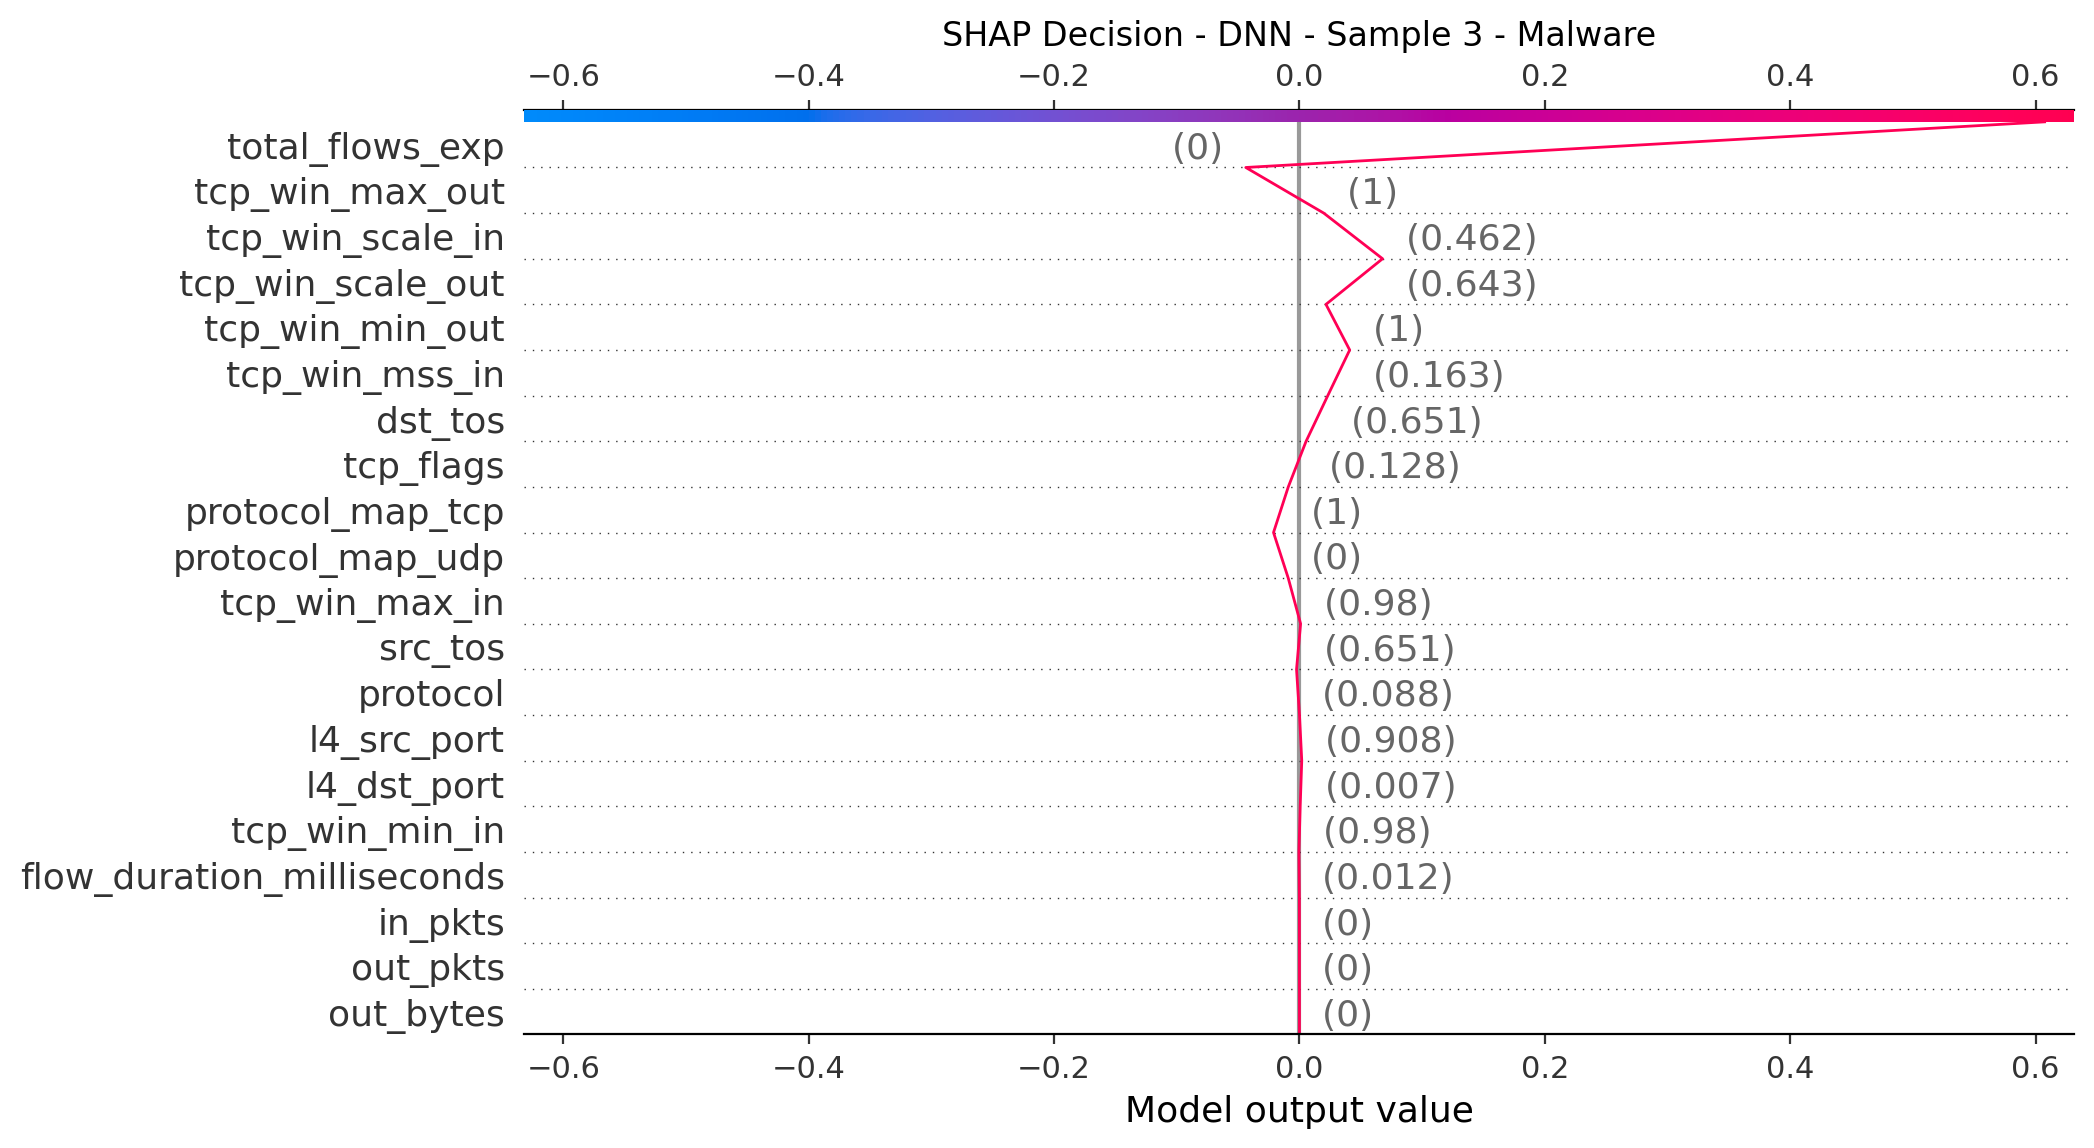 SHAP Decision - DNN - Sample 3 - Malware
−0.6 −0.4 −0.2 0.0 0.2 0.4 0.6
total_flows_exp (0)
tcp_win_max_out (1)
tcp_win_scale_in (0.462)
tcp_win_scale_out (0.643)
tcp_win_min_out (1)
tcp_win_mss_in (0.163)
dst_tos (0.651)
tcp_flags (0.128)
protocol_map_tcp (1)
protocol_map_udp (0)
tcp_win_max_in (0.98)
src_tos (0.651)
protocol (0.088)
l4_src_port (0.908)
l4_dst_port (0.007)
tcp_win_min_in (0.98)
flow_duration_milliseconds (0.012)
in_pkts (0)
out_pkts (0)
out_bytes (0)
−0.6 −0.4 −0.2 0.0 0.2 0.4 0.6
Model output value